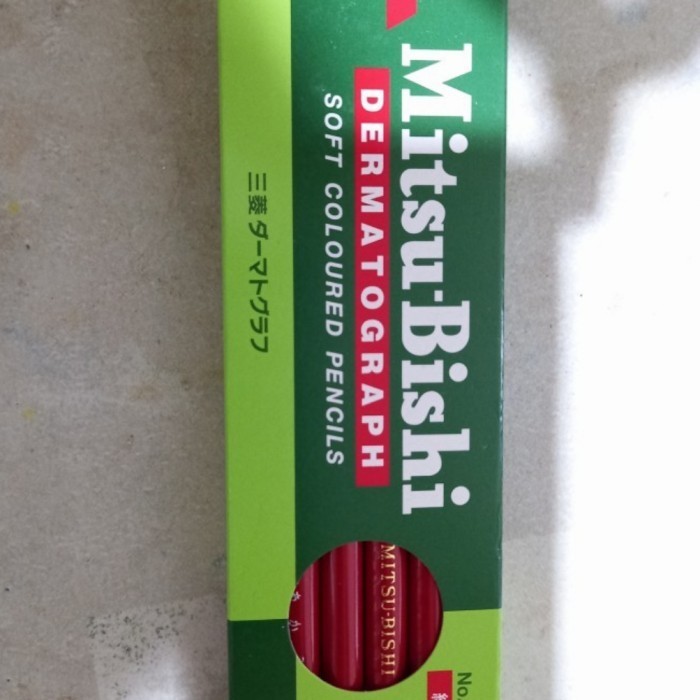 Mitsu-Bishi
DERMATOGRAPH
SOFT COLOURED PENCILS
三菱 ダーマトグラフ
MITSU-BISHI
No.